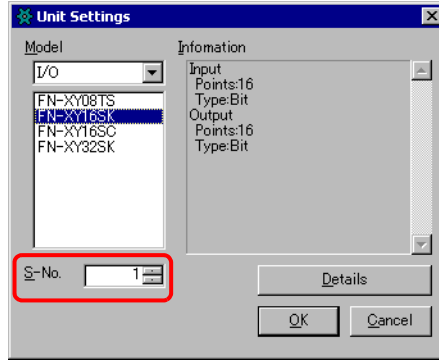 Unit Settings
Model
I/O
FN-XY08TS
FN-XY16SK
FN-XY16SC
FN-XY32SK
Infomation
Input
Points:16
Type:Bit
Output
Points:16
Type:Bit
S-No. 1
Details
OK Cancel